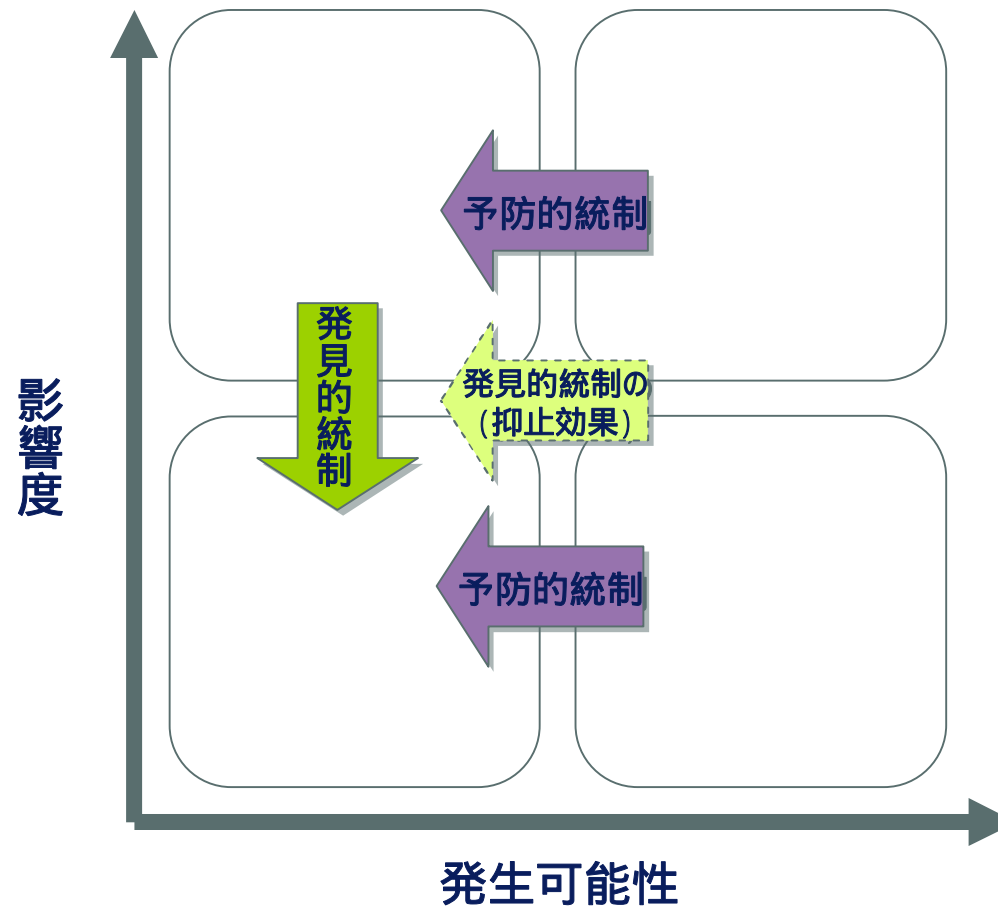 予防的統制
発見的統制
発見的統制の
(抑止効果)
影響度
予防的統制
発生可能性